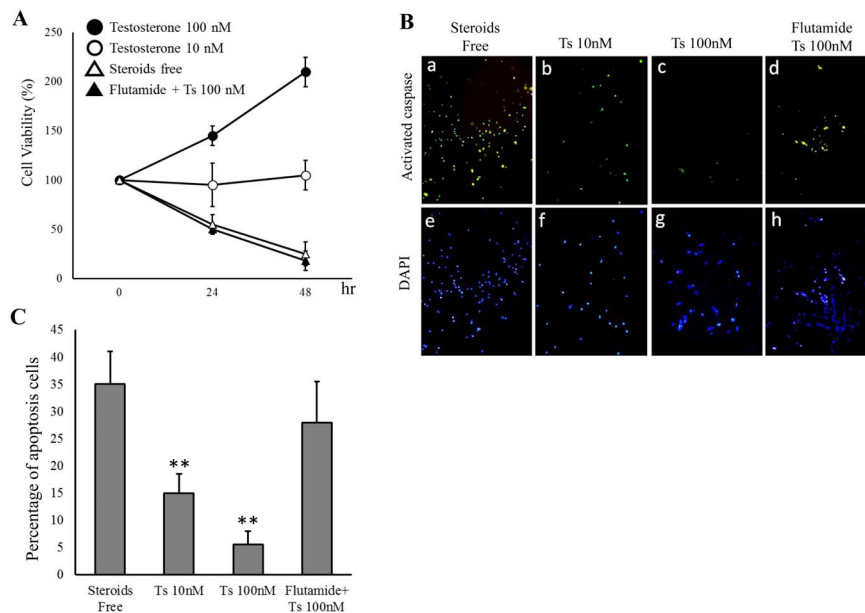 A
Testosterone 100 nM
Testosterone 10 nM
Steroids free
Flutamide + Ts 100 nM
Cell Viability (%)
250
200
150
100
50
0
0 24 48 hr
B
Steroids Free
Ts 10nM
Ts 100nM
Flutamide Ts 100nM
Activated caspase
a b c d
DAPI
e f g h
C
Percentage of apoptosis cells
45
40
35
30
25
20
15
10
5
0
** **
Steroids Free
Ts 10nM
Ts 100nM
Flutamide+ Ts 100nM